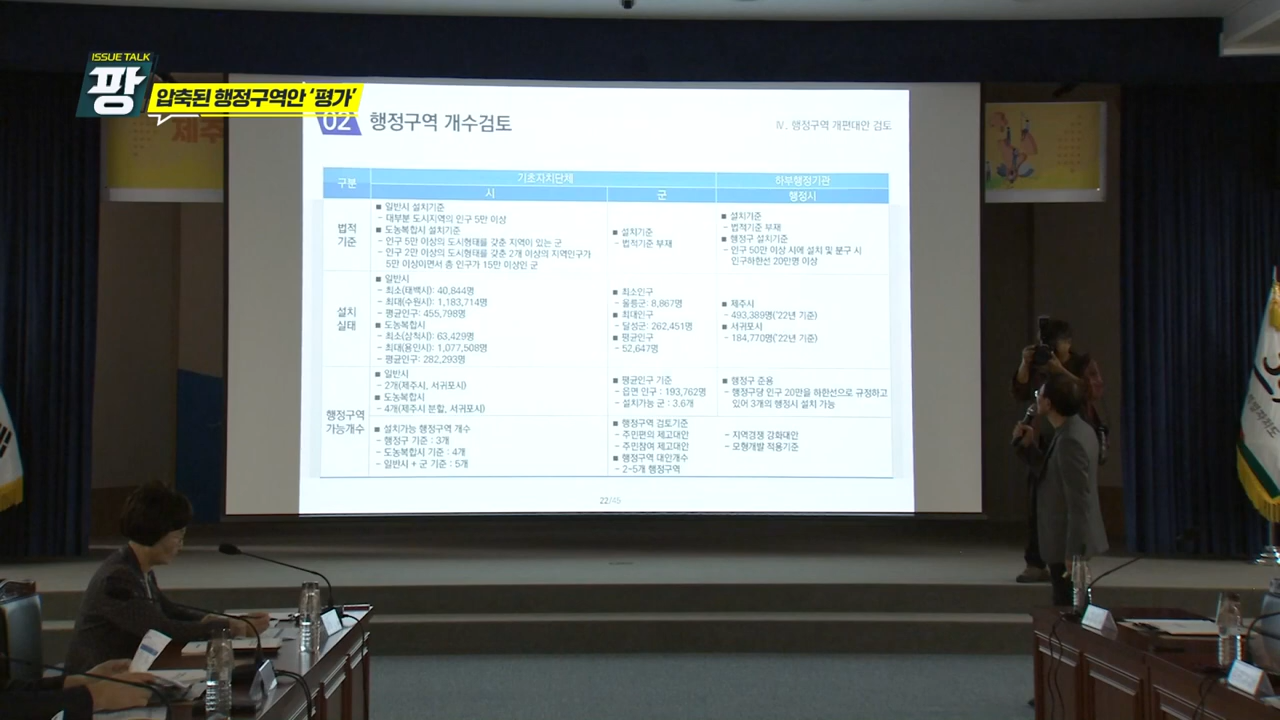 ISSUE TALK
팡
압축된 행정구역안 '평가'
제주
02 행정구역 개수검토
Ⅳ. 행정구역 개편대안 검토
구분
기초자치단체
하부행정기관
시
군
행정시
법적
기준
■ 일반시 설치기준
- 대부분 도시지역의 인구 5만 이상
■ 도농복합시 설치기준
- 인구 5만 이상의 도시형태를 갖춘 지역이 있는 군
- 인구 2만 이상의 도시형태를 갖춘 2개 이상의 지역인구가
5만 이상이면서 총 인구가 15만 이상인 군
■ 설치기준
- 법적기준 부재
■ 설치기준
- 법적기준 부재
■ 행정구 설치기준
- 인구 50만 이상 시에 설치 및 분구 시
인구하한선 20만명 이상
설치
실태
■ 일반시
- 최소(태백시): 40,844명
- 최대(수원시): 1,183,714명
- 평균인구: 455,798명
■ 도농복합시
- 최소(삼척시): 63,429명
- 최대(용인시): 1,077,508명
- 평균인구: 282,293명
■ 최소인구
- 울릉군: 8,867명
■ 최대인구
- 달성군: 262,451명
■ 평균인구
- 52,647명
■ 제주시
- 493,389명('22년 기준)
■ 서귀포시
- 184,770명('22년 기준)
행정구역
가능개수
■ 일반시
- 2개(제주시, 서귀포시)
■ 도농복합시
- 4개(제주시 분할, 서귀포시)
■ 평균인구 기준
- 읍면 인구 : 193,762명
- 설치가능 군 : 3.6개
■ 행정구 준용
- 행정구당 인구 20만을 하한선으로 규정하고
있어 3개의 행정시 설치 가능
■ 설치가능 행정구역 개수
- 행정구 기준 : 3개
- 도농복합시 기준 : 4개
- 일반시 + 군 기준 : 5개
■ 행정구역 검토기준
- 주민편의 제고대안
- 주민참여 제고대안
■ 행정구역 대안개수
- 2-5개 행정구역
- 지역경쟁 강화대안
- 모형개발 적용기준
22/45